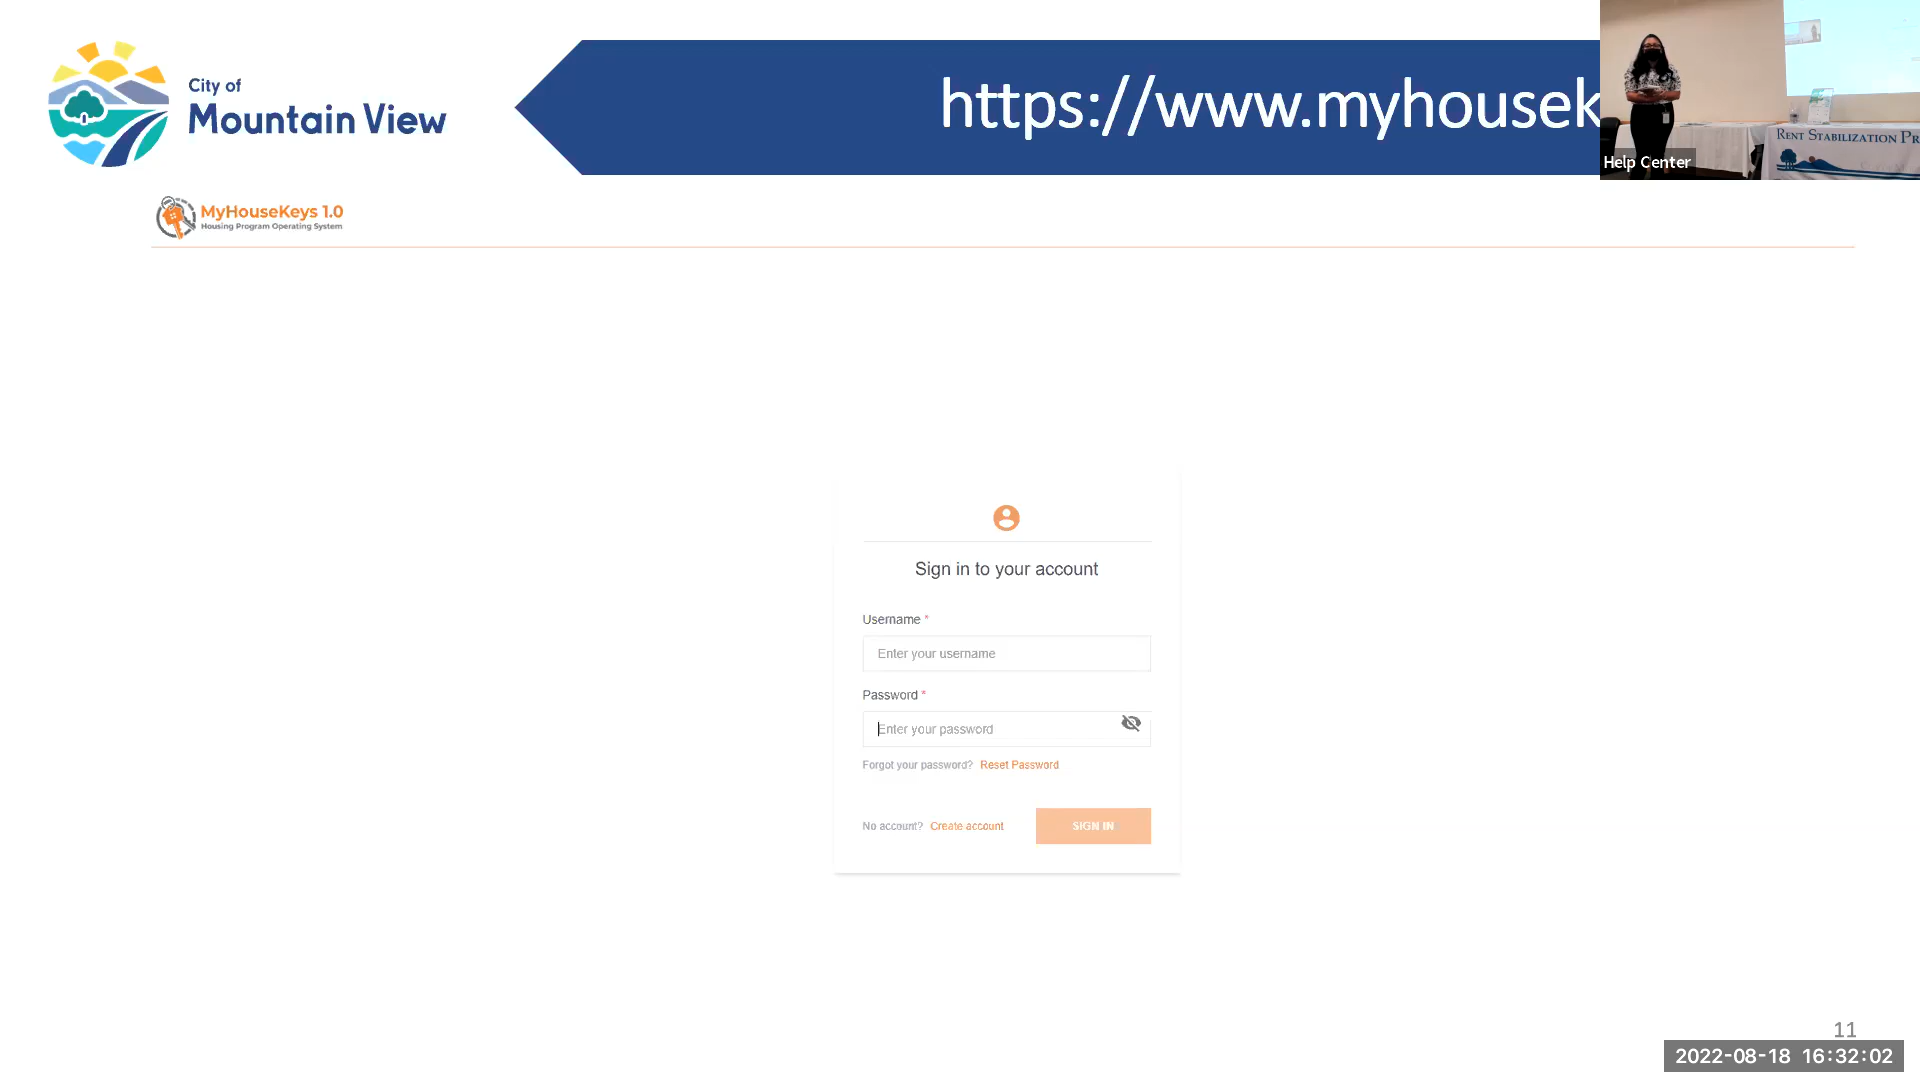 City of
Mountain View
https://www.myhousek
RENT STABILIZATION PR
Help Center
MyHouseKeys 1.0
Housing Program Operating System
Sign in to your account
Username *
Enter your username
Password *
Enter your password
Forgot your password? Reset Password
No account? Create account
SIGN IN
11
2022-08-18 16:32:02